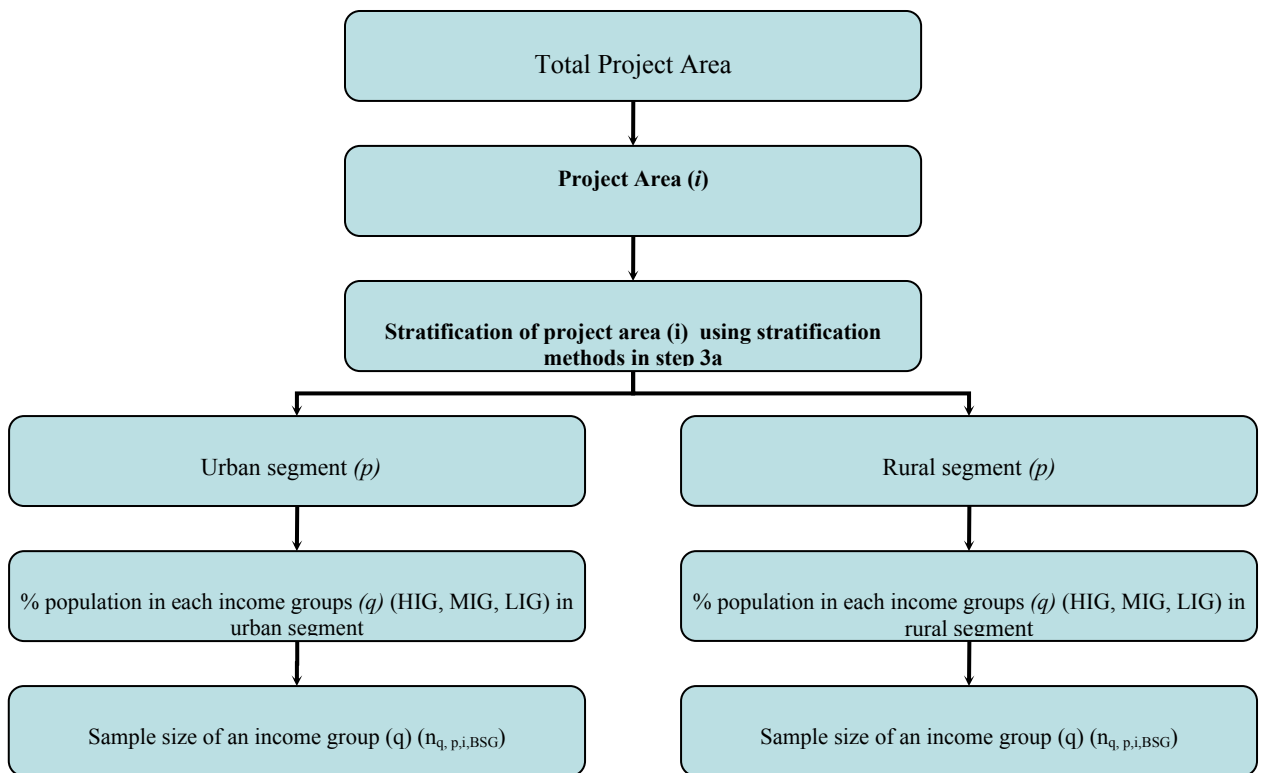 Total Project Area
Project Area (i)
Stratification of project area (i) using stratification
methods in step 3a
Urban segment (p)
Rural segment (p)
% population in each income groups (q) (HIG, MIG, LIG) in
urban segment
% population in each income groups (q) (HIG, MIG, LIG) in
rural segment
Sample size of an income group (q) (nq, p,i,BSG)
Sample size of an income group (q) (nq, p,i,BSG)